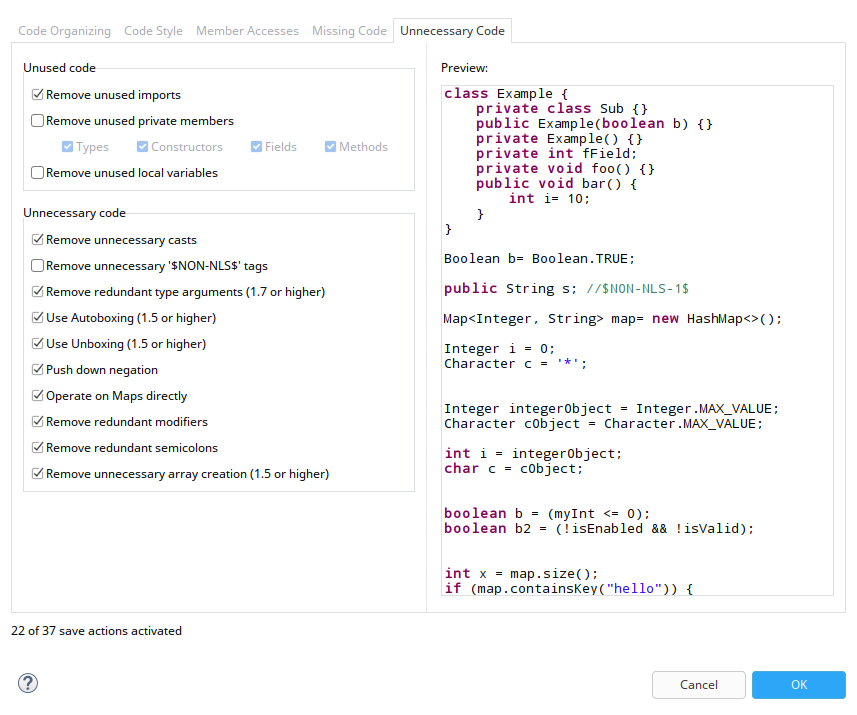 Code Organizing Code Style Member Accesses Missing Code Unnecessary Code
Unused code
Remove unused imports
Remove unused private members
Types Constructors Fields Methods
Remove unused local variables
Unnecessary code
Remove unnecessary casts
Remove unnecessary '$NON-NLS$' tags
Remove redundant type arguments (1.7 or higher)
Use Autoboxing (1.5 or higher)
Use Unboxing (1.5 or higher)
Push down negation
Operate on Maps directly
Remove redundant modifiers
Remove redundant semicolons
Remove unnecessary array creation (1.5 or higher)
Preview:
class Example {
    private class Sub {}
    public Example(boolean b) {}
    private Example() {}
    private int fField;
    private void foo() {}
    public void bar() {
        int i= 10;
    }
}
Boolean b= Boolean.TRUE;
public String s; //$NON-NLS-1$
Map<Integer, String> map= new HashMap<>();
Integer i = 0;
Character c = '*';
Integer integerObject = Integer.MAX_VALUE;
Character cObject = Character.MAX_VALUE;
int i = integerObject;
char c = cObject;
boolean b = (myInt <= 0);
boolean b2 = (!isEnabled && !isValid);
int x = map.size();
if (map.containsKey("hello")) {
22 of 37 save actions activated
?
Cancel OK